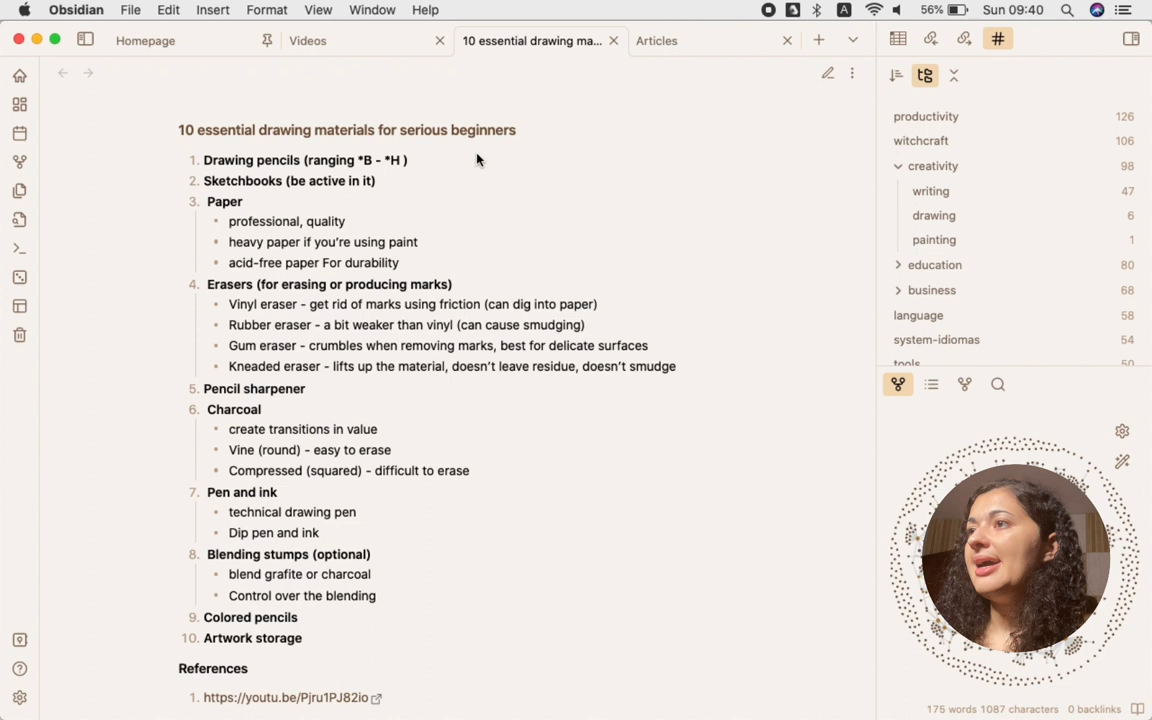 Obsidian File Edit Insert Format View Window Help A 56% Sun 09:40
Homepage Videos 10 essential drawing ma... Articles
10 essential drawing materials for serious beginners
1. Drawing pencils (ranging *B - *H )
2. Sketchbooks (be active in it)
3. Paper
professional, quality
heavy paper if you're using paint
acid-free paper For durability
4. Erasers (for erasing or producing marks)
Vinyl eraser - get rid of marks using friction (can dig into paper)
Rubber eraser - a bit weaker than vinyl (can cause smudging)
Gum eraser - crumbles when removing marks, best for delicate surfaces
Kneaded eraser - lifts up the material, doesn't leave residue, doesn't smudge
5. Pencil sharpener
6. Charcoal
create transitions in value
Vine (round) - easy to erase
Compressed (squared) - difficult to erase
7. Pen and ink
technical drawing pen
Dip pen and ink
8. Blending stumps (optional)
blend grafite or charcoal
Control over the blending
9. Colored pencils
10. Artwork storage
References
1. https://youtu.be/Pjru1PJ82io
productivity 126
witchcraft 106
creativity 98
writing 47
drawing 6
painting 1
education 80
business 68
language 58
system-idiomas 54
tools 50
175 words 1087 characters 0 backlinks